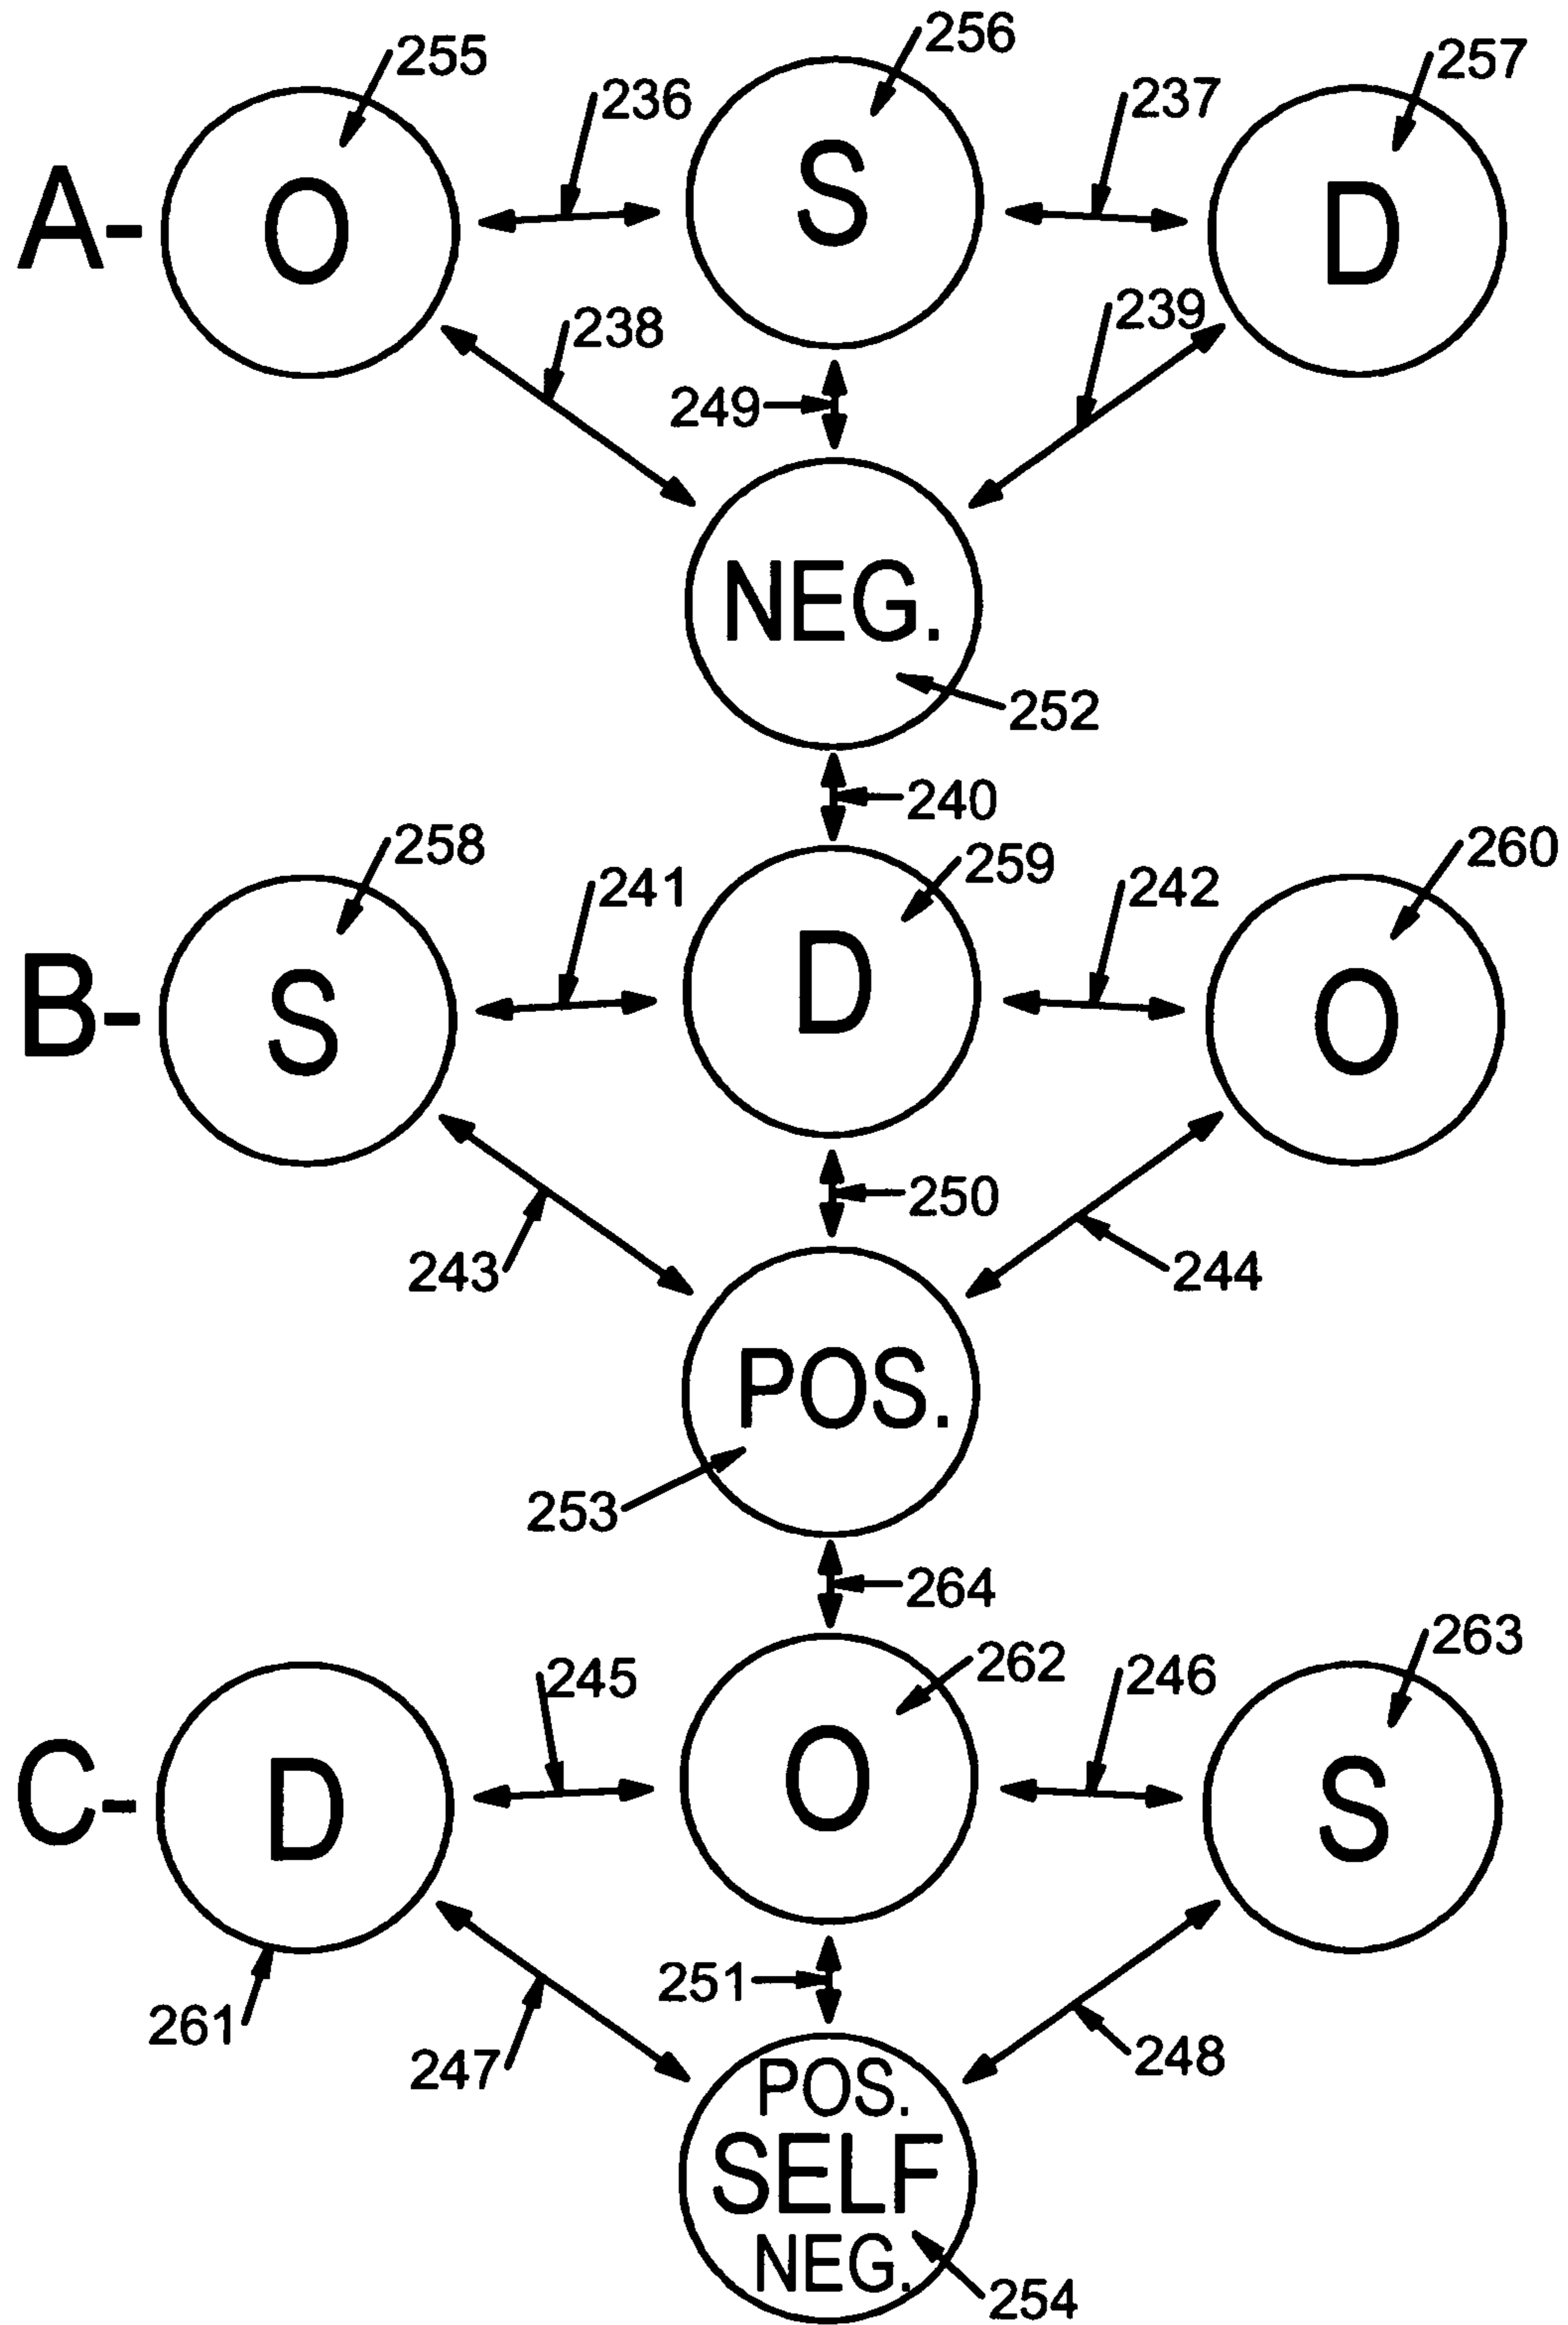 255 256 257
236 237
A- O S D
238 239
249
NEG.
252
240
258 259 260
241 242
B- S D O
250
243 244
POS.
253
264
262 263
245 246
C- D O S
251
261 247 248
POS.
SELF
NEG.
254